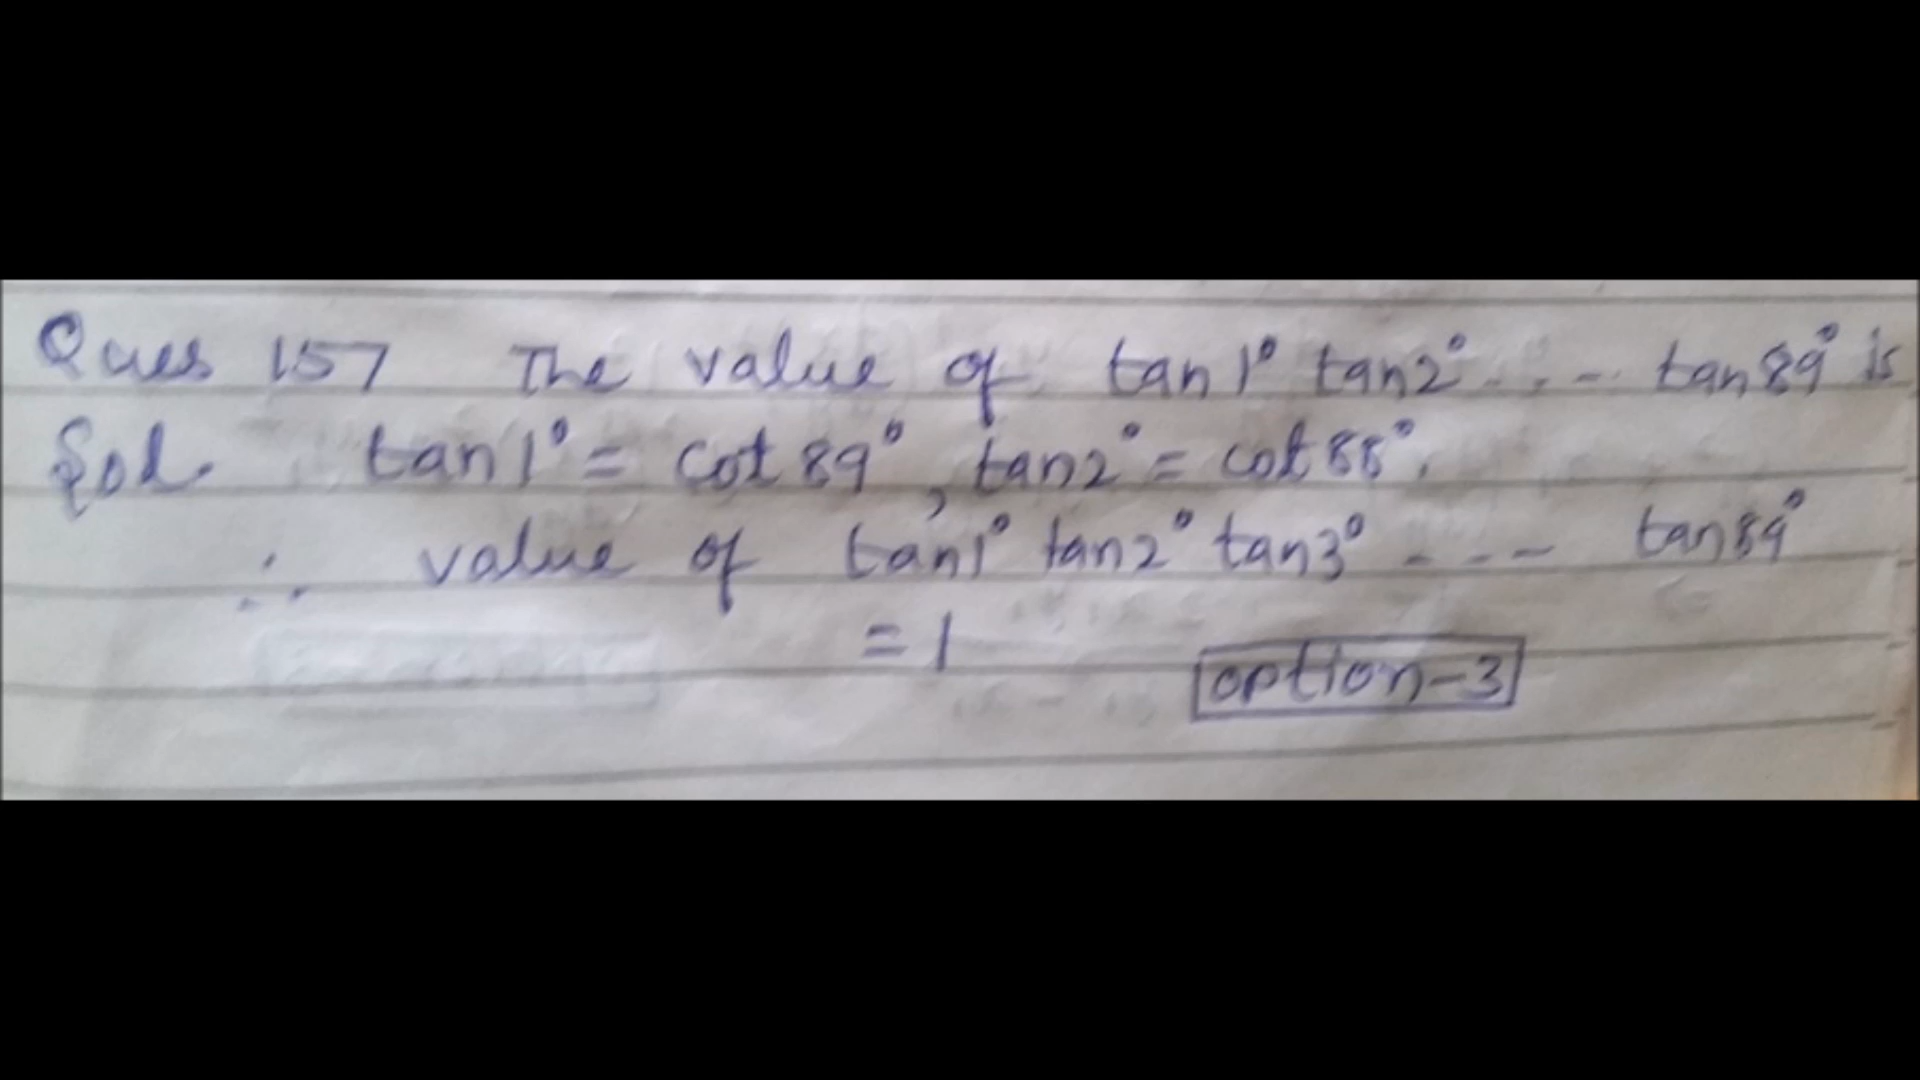 Ques 157 The value of tan1° tan2° - - - tan89° is
Sol. tan1° = cot89°, tan2° = cot88°.
∴ value of tan1° tan2° tan3° - - - tan89°
= 1
option-3